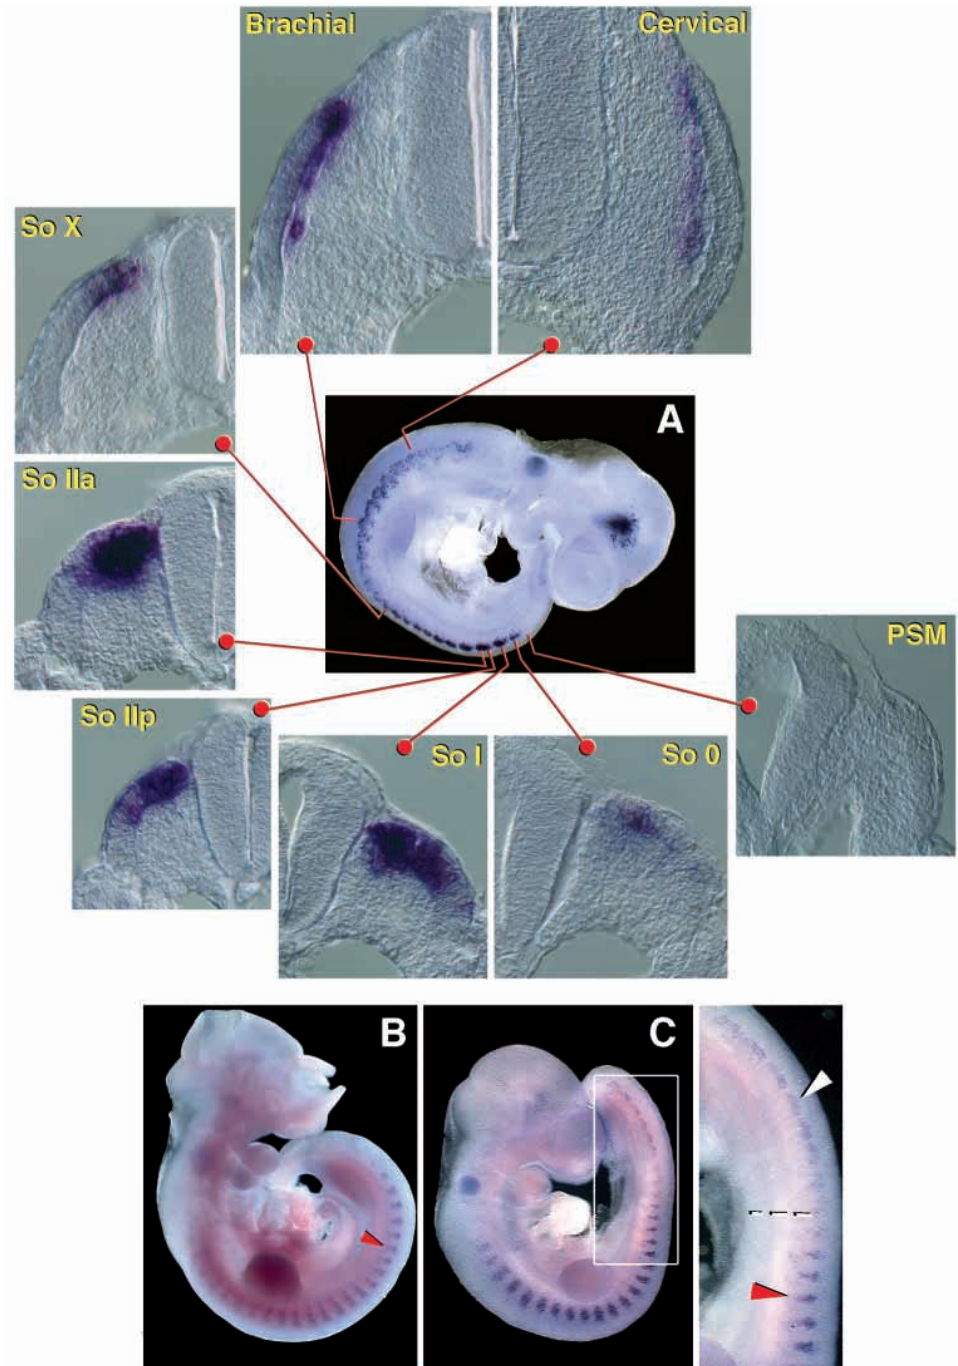 Brachial
Cervical
So X
A
So IIa
PSM
So IIp
So I
So 0
B
C